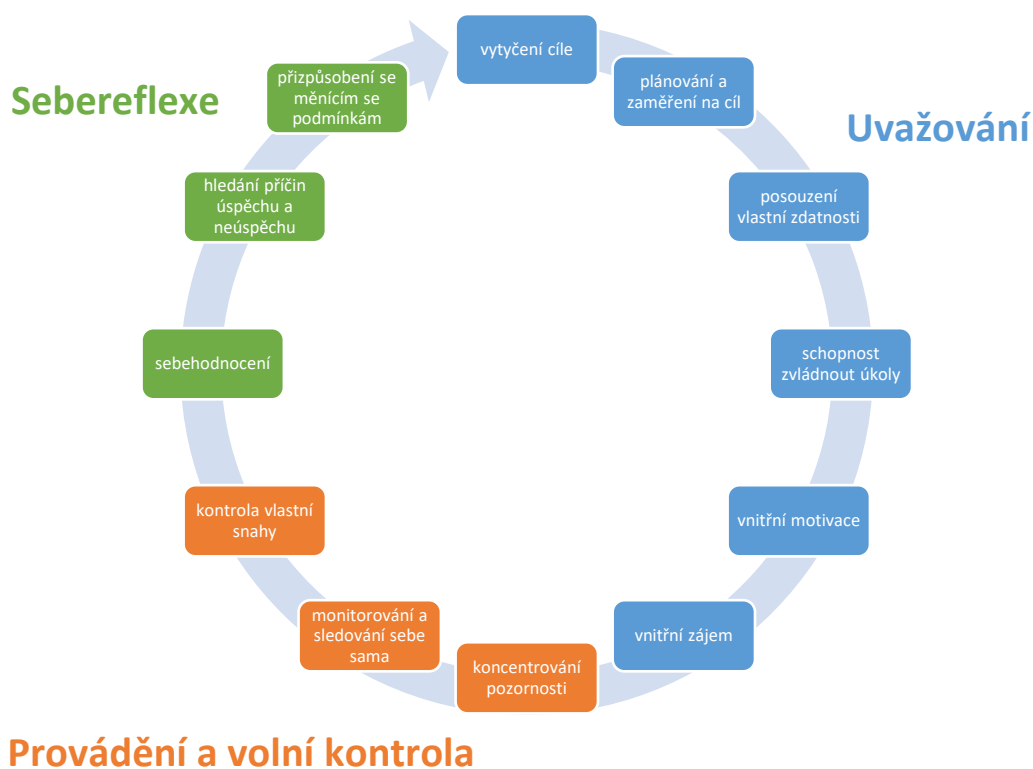 vytyčení cíle
plánování a
zaměření na cíl
Uvažování
posouzení
vlastní zdatnosti
schopnost
zvládnout úkoly
vnitřní motivace
vnitřní zájem
koncentrování
pozornosti
monitorování a
sledování sebe
sama
kontrola vlastní
snahy
Provádění a volní kontrola
sebehodnocení
hledání příčin
úspěchu a
neúspěchu
přizpůsobení se
měnícím se
podmínkám
Sebereflexe